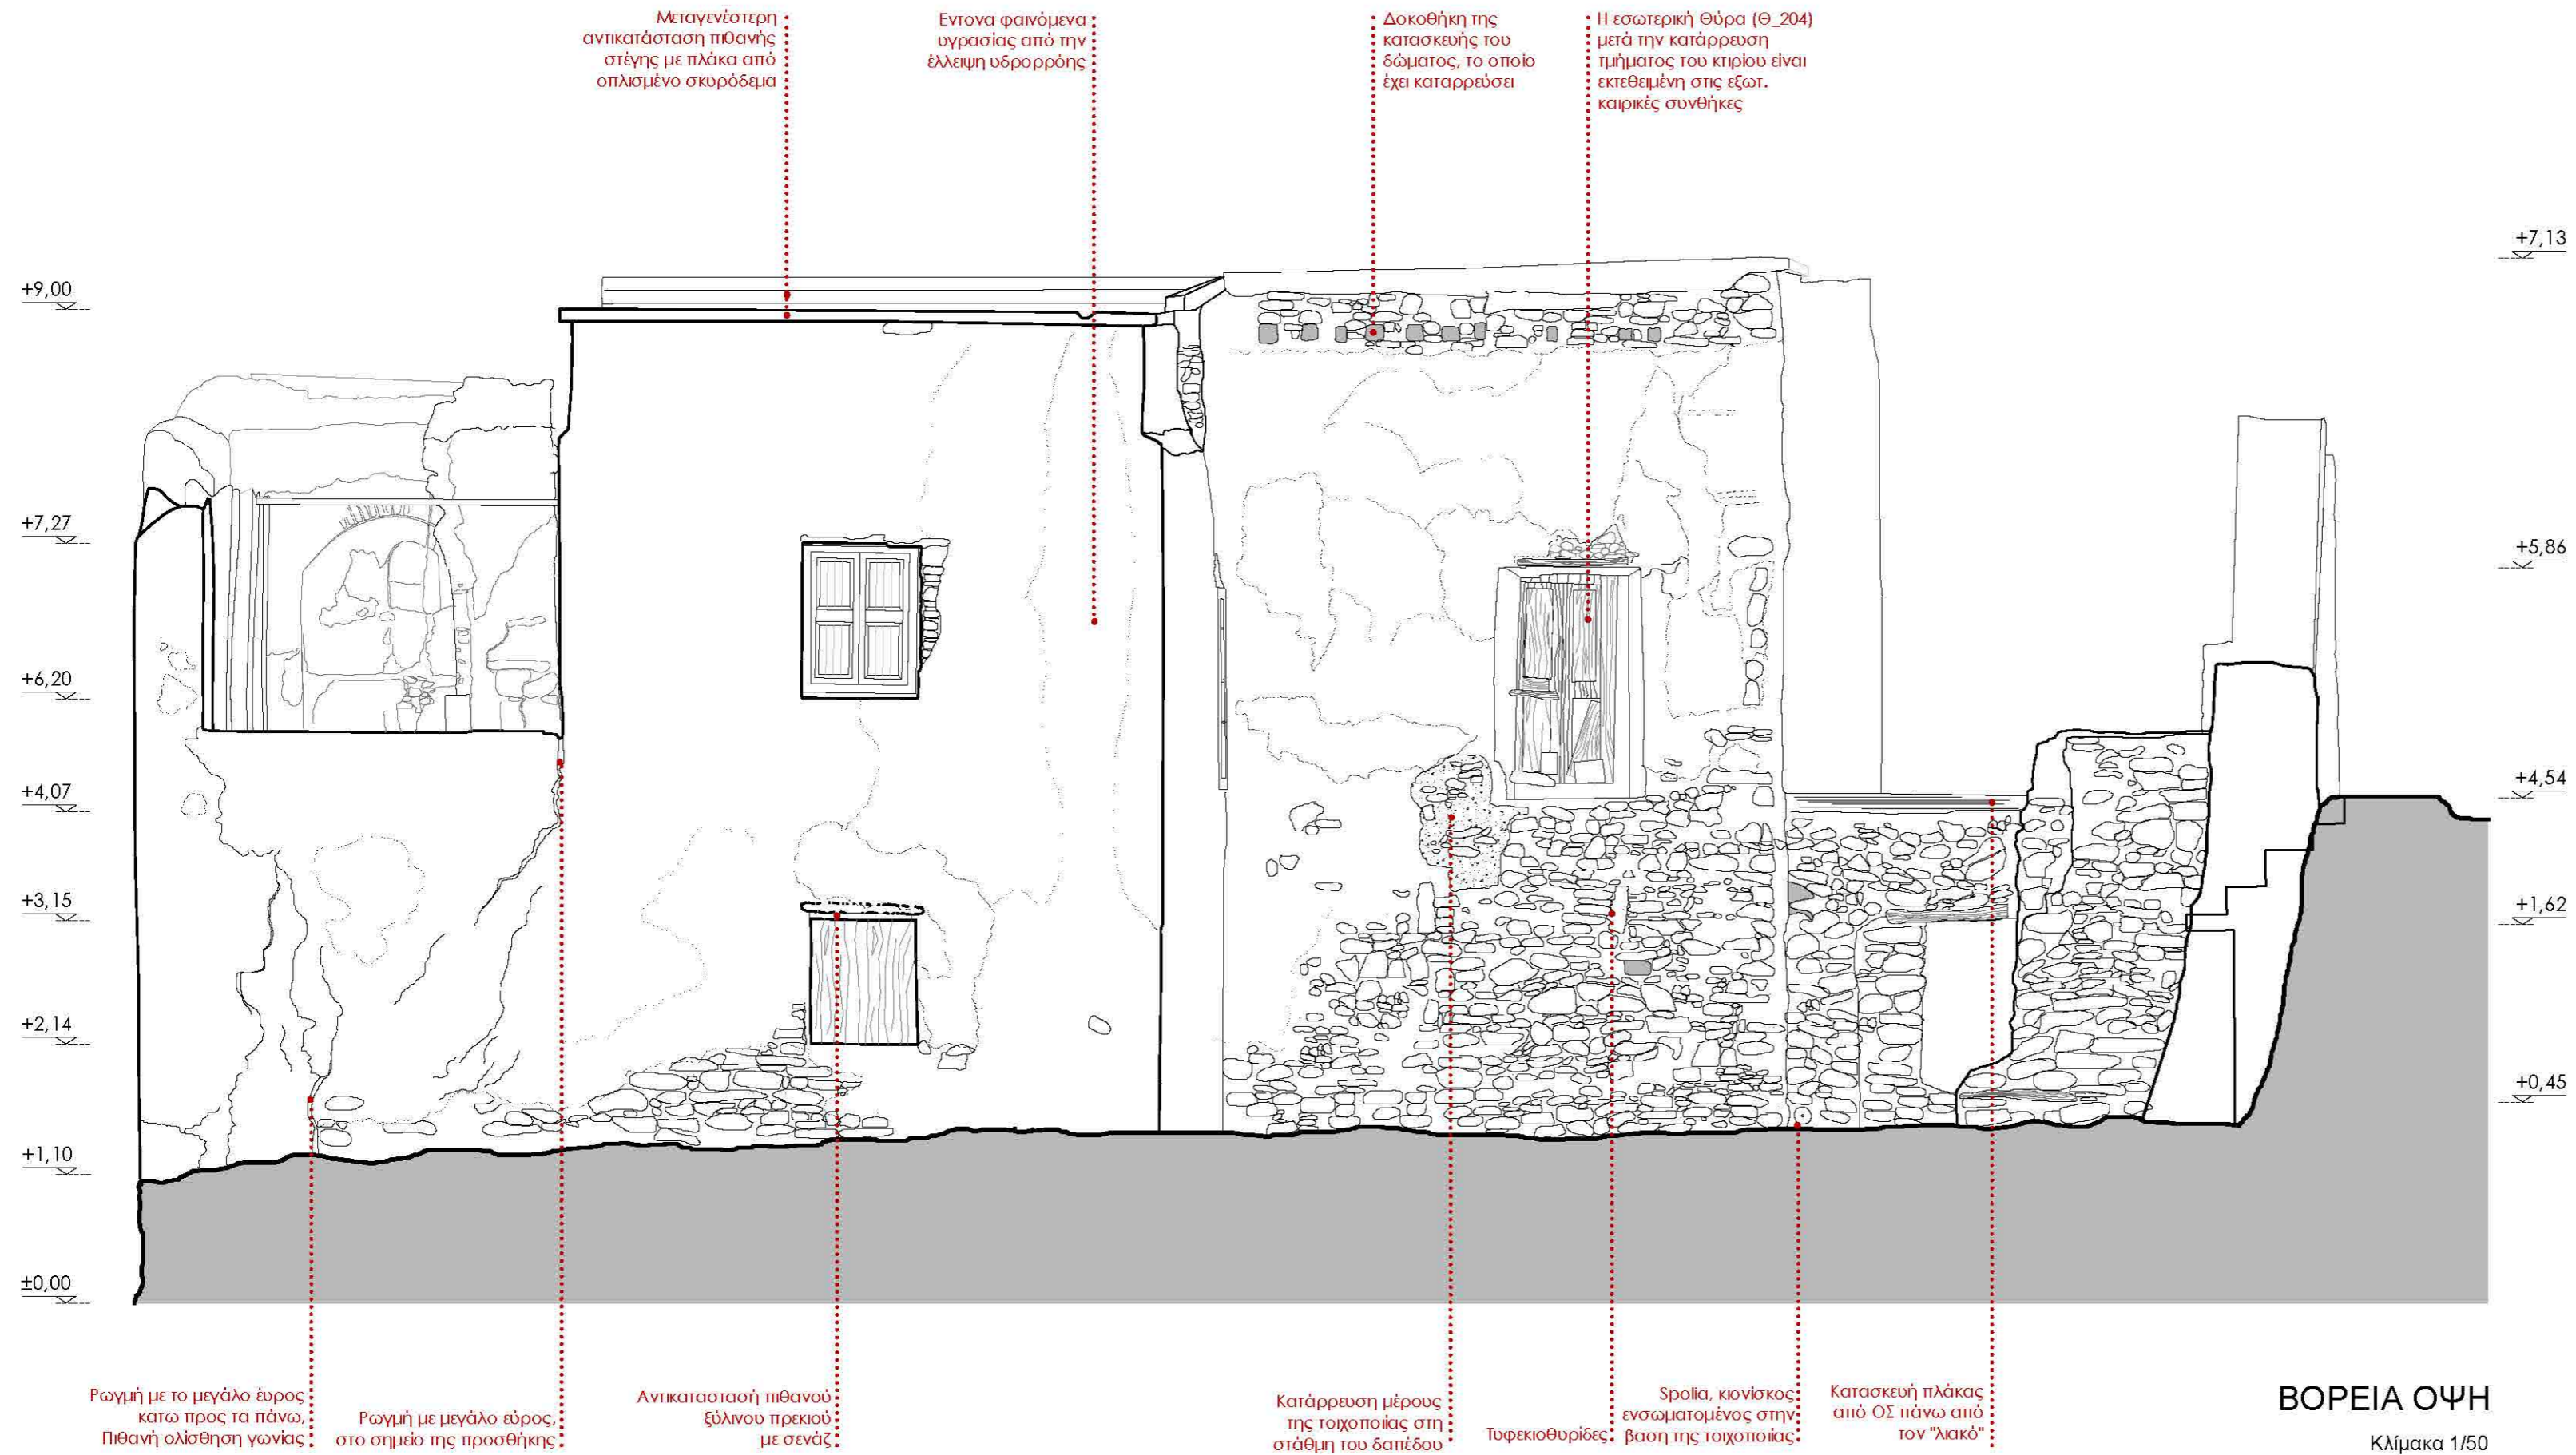 Μεταγενέστερη
αντικατάσταση πιθανής
στέγης με πλάκα από
οπλισμένο σκυρόδεμα
Εντονα φαινόμενα
υγρασίας από την
έλλειψη υδρορρόης
Δοκοθήκη της
κατασκευής του
δώματος, το οποίο
έχει καταρρεύσει
Η εσωτερική Θύρα (Θ_204)
μετά την κατάρρευση
τμήματος του κτιρίου είναι
εκτεθειμένη στις εξωτ.
καιρικές συνθήκες
+9,00
+7,27
+6,20
+4,07
+3,15
+2,14
+1,10
±0,00
+7,13
+5,86
+4,54
+1,62
+0,45
Ρωγμή με το μεγάλο έυρος
κατω προς τα πάνω,
Πιθανή ολίσθηση γωνίας
Ρωγμή με μεγάλο εύρος,
στο σημείο της προσθήκης
Αντικαταστασή πιθανού
ξύλινου πρεκιού
με σενάζ
Κατάρρευση μέρους
της τοιχοποιίας στη
στάθμη του δαπέδου
Τυφεκιοθυρίδες
Spolia, κιονίσκος
ενσωματομένος στην
βαση της τοιχοποιίας
Κατασκευή πλάκας
από ΟΣ πάνω από
τον "λιακό"
ΒΟΡΕΙΑ ΟΨΗ
Κλίμακα 1/50